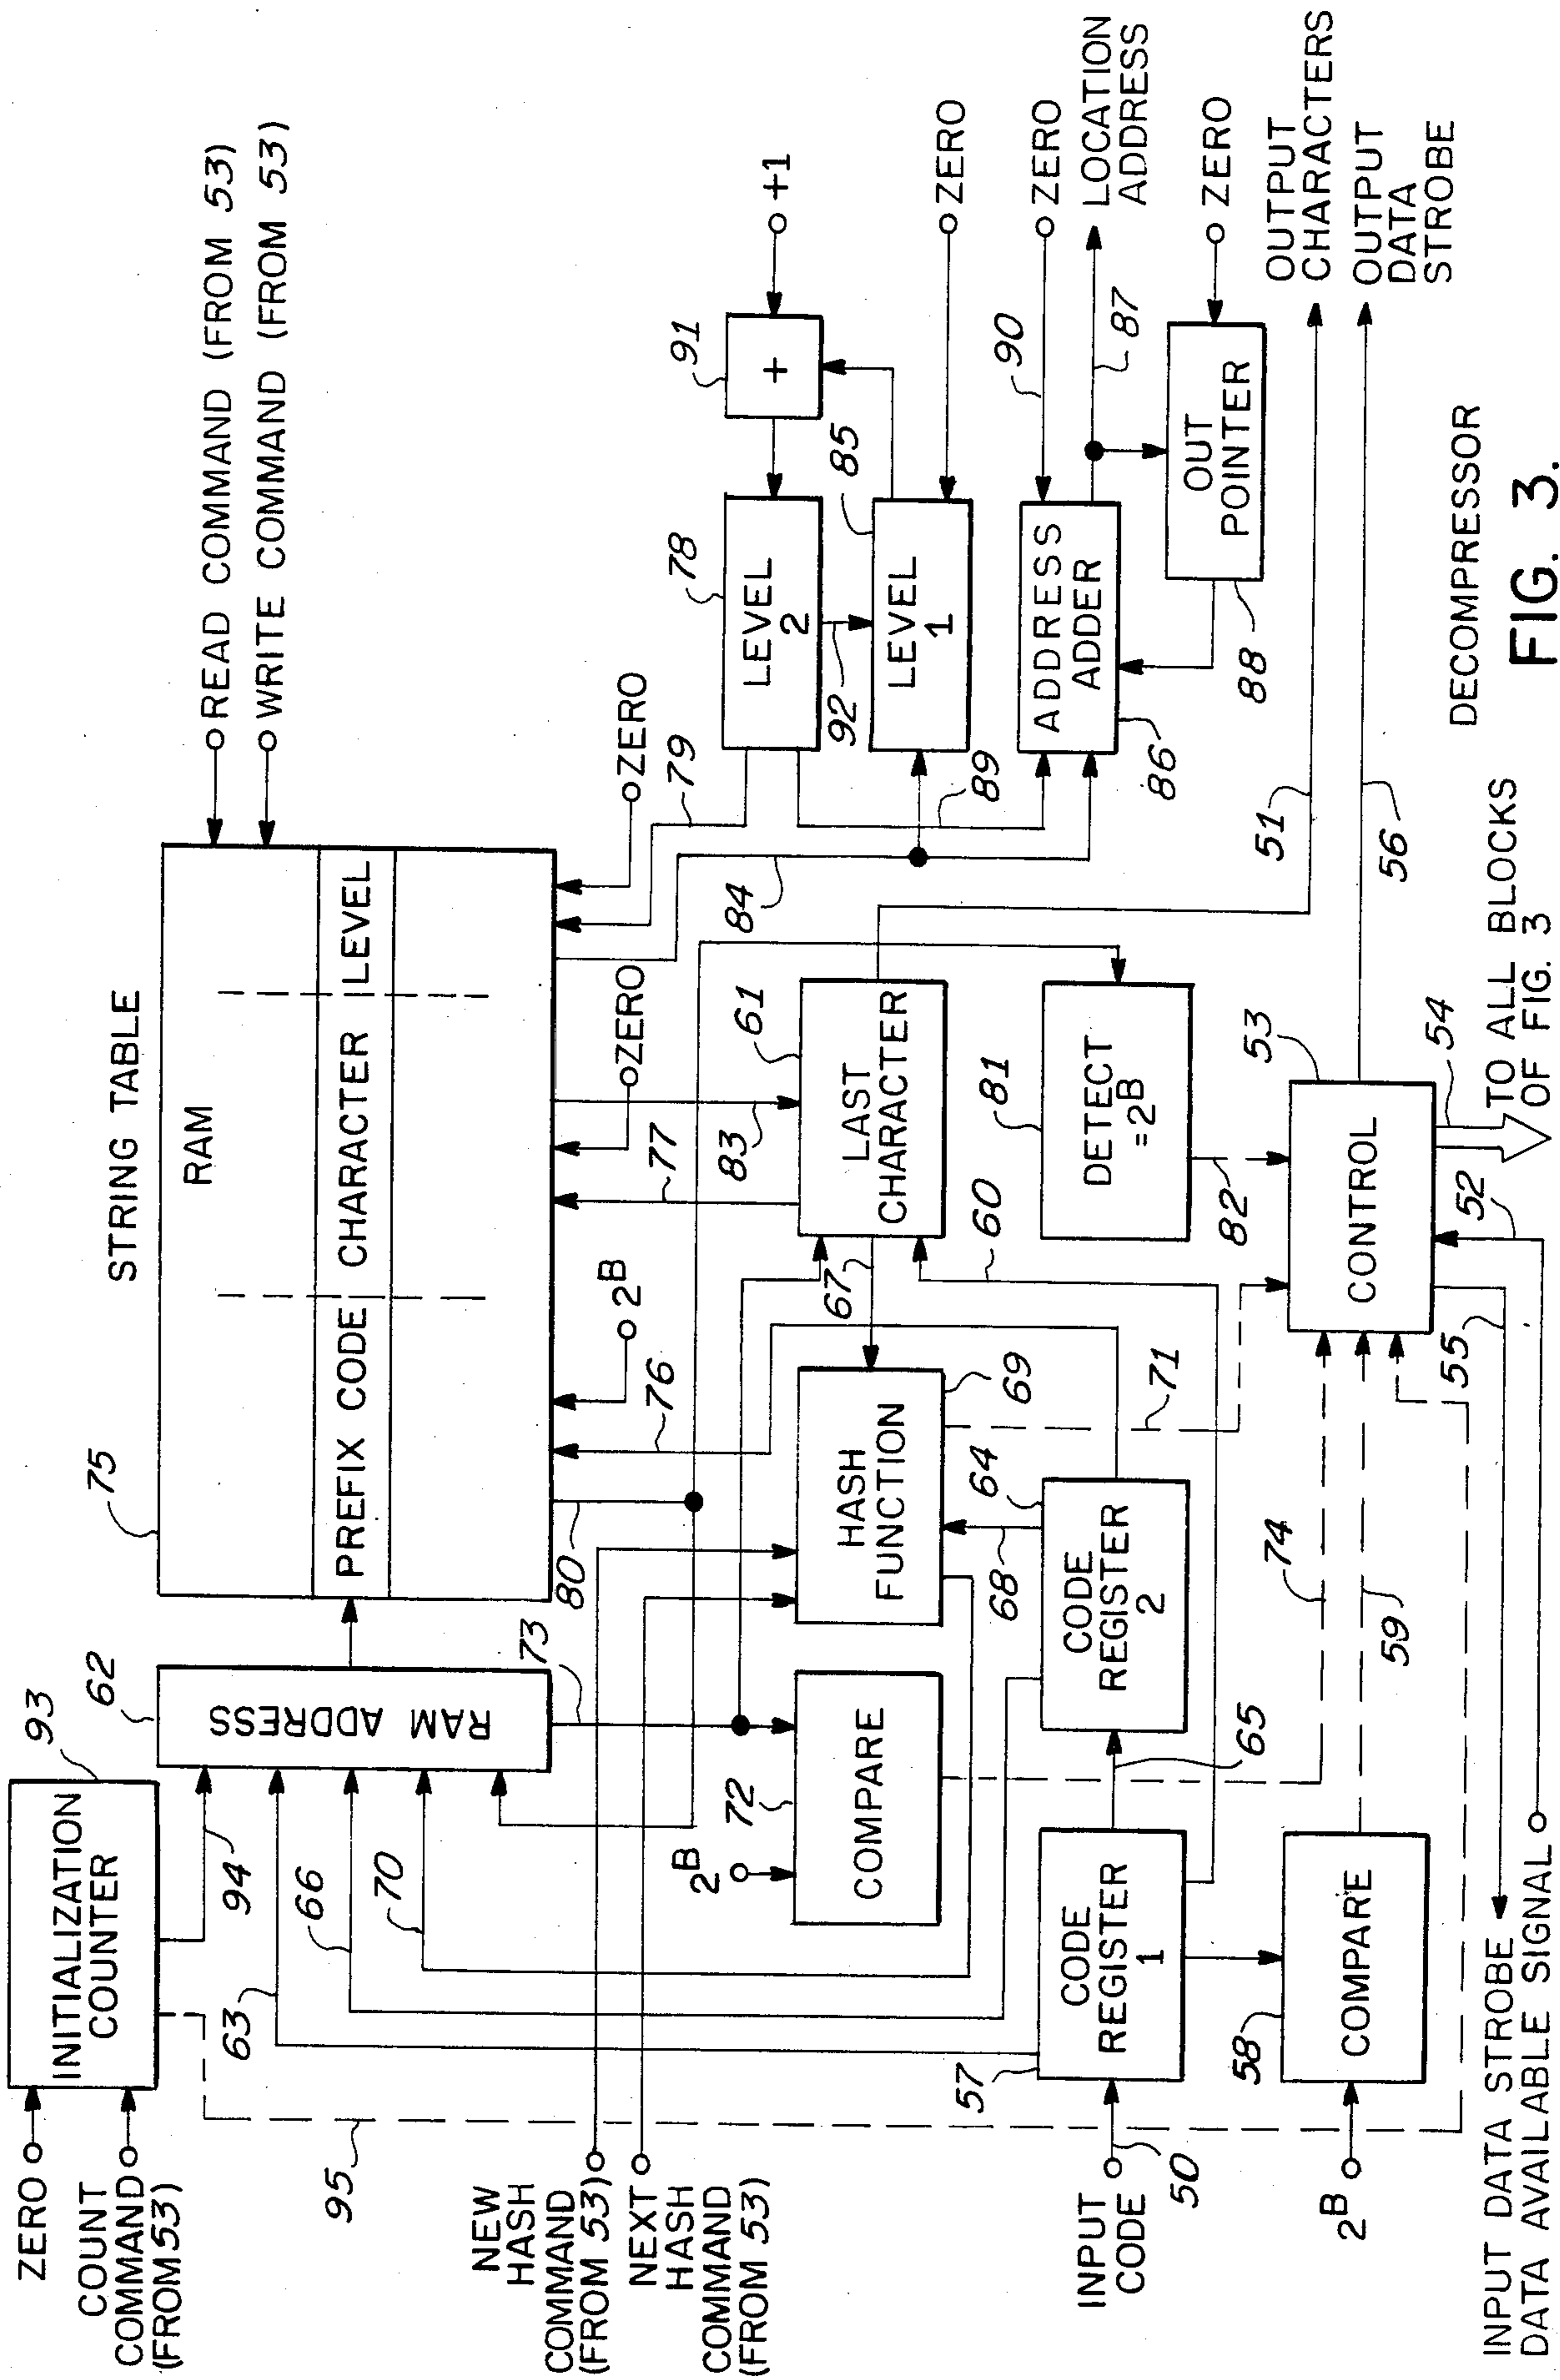 STRING TABLE
READ COMMAND (FROM 53)
WRITE COMMAND (FROM 53)
ZERO
COUNT
COMMAND
(FROM 53)
INITIALIZATION
COUNTER
93
94
95
62
RAM ADDRESS
75
RAM
PREFIX CODE
CHARACTER
LEVEL
63
66
70
73
80
76
2B
77
83
ZERO
84
79
ZERO
NEW
HASH
COMMAND
(FROM 53)
NEXT
HASH
COMMAND
(FROM 53)
2B
72
COMPARE
HASH
FUNCTION
69
67
LAST
CHARACTER
61
LEVEL
2
78
92
LEVEL
1
85
+
91
+1
ZERO
89
ADDRESS
ADDER
86
90
ZERO
87
LOCATION
ADDRESS
OUT
POINTER
88
ZERO
INPUT
CODE
50
57
CODE
REGISTER
1
65
CODE
REGISTER
2
64
68
71
60
DETECT
=2B
81
82
2B
58
COMPARE
59
74
CONTROL
53
54
TO ALL BLOCKS
OF FIG. 3
52
55
51
56
OUTPUT
CHARACTERS
OUTPUT
DATA
STROBE
INPUT DATA STROBE
DATA AVAILABLE SIGNAL
DECOMPRESSOR
FIG. 3.